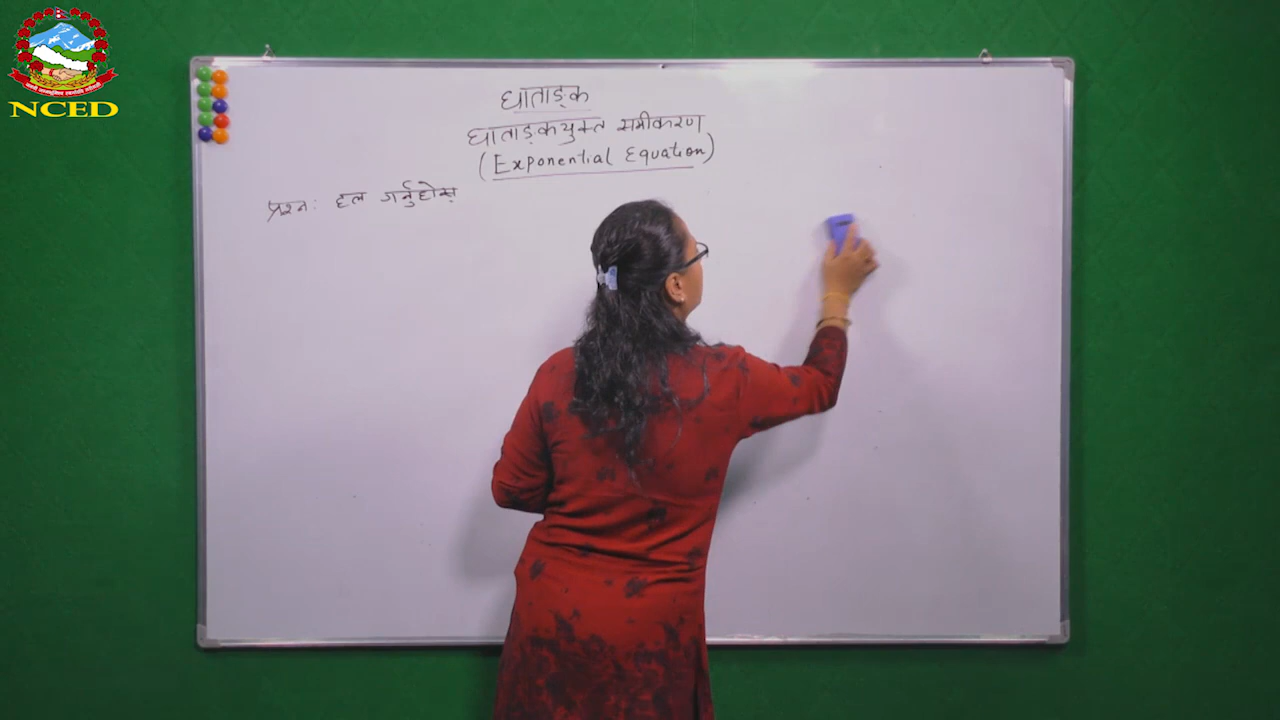 NCED
घाताङ्क
घाताङ्कयुक्त समीकरण
(Exponential Equation)
प्रश्न: हल गर्नुहोस्